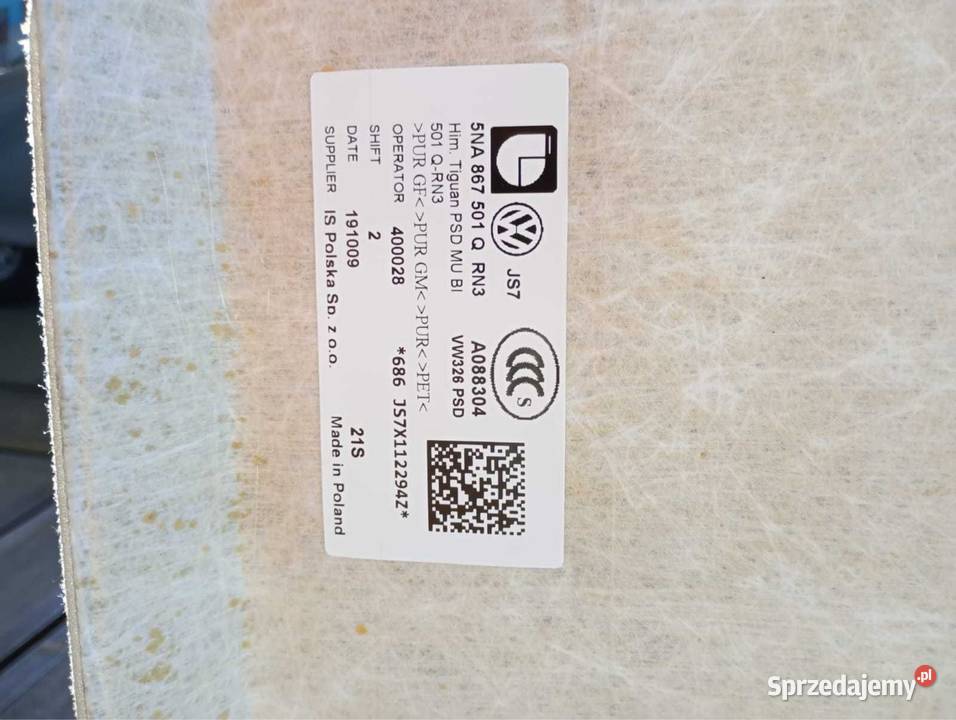 JS7
CCC S
5NA 867 501 Q RN3 A088304
Him. Tiguan PSD MU BI VW326 PSD
501 Q-RN3
>PUR GF< >PUR GM< >PUR< >PET<
OPERATOR 400028 *686 JS7X112294Z*
SHIFT 2
DATE 191009 21S
SUPPLIER IS Polska Sp. z o.o. Made in Poland
Sprzedajemy.pl